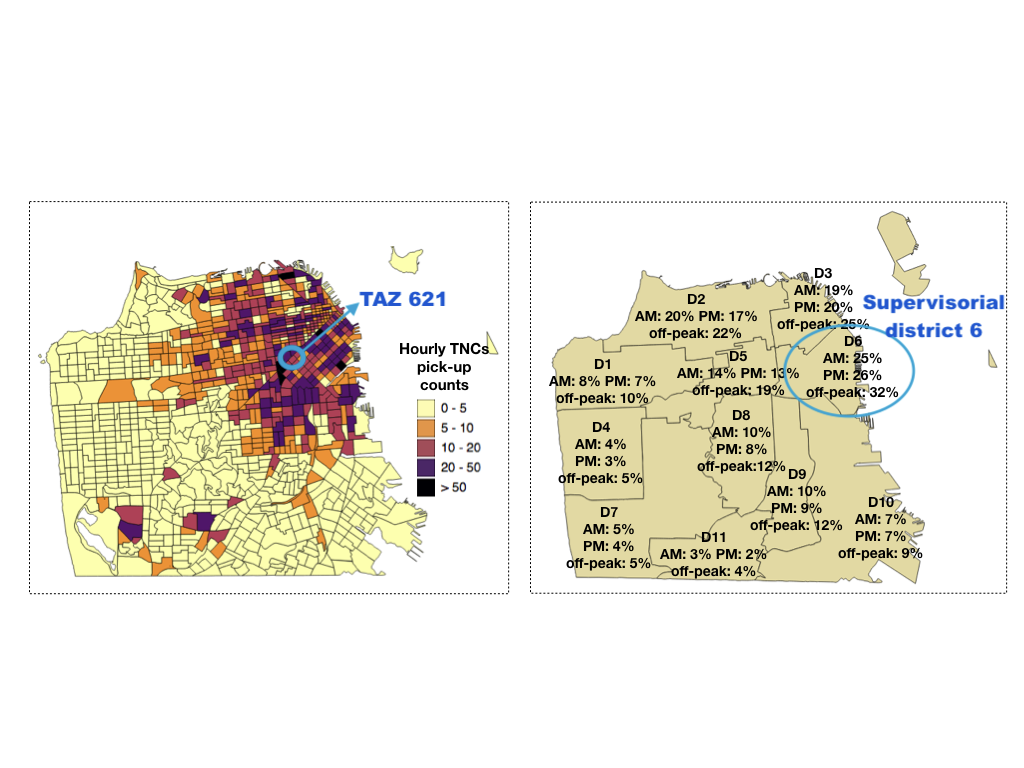 TAZ 621
Hourly TNCs
pick-up
counts
0 - 5
5 - 10
10 - 20
20 - 50
> 50
D3
AM: 19%
PM: 20%
off-peak: 25%
Supervisorial
district 6
D2
AM: 20% PM: 17%
off-peak: 22%
D6
AM: 25%
PM: 26%
off-peak: 32%
D5
AM: 14% PM: 13%
off-peak: 19%
D1
AM: 8% PM: 7%
off-peak: 10%
D8
AM: 10%
PM: 8%
off-peak:12%
D4
AM: 4%
PM: 3%
off-peak: 5%
D9
AM: 10%
PM: 9%
off-peak: 12%
D10
AM: 7%
PM: 7%
off-peak: 9%
D7
AM: 5%
PM: 4%
off-peak: 5%
D11
AM: 3% PM: 2%
off-peak: 4%